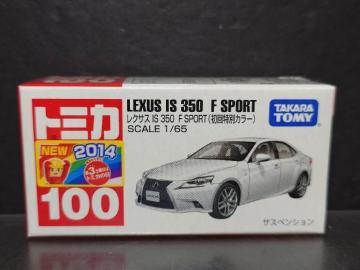 トミカ
LEXUS IS 350 F SPORT
レクサス IS 350 F SPORT(初回特別カラー)
SCALE 1/65
TAKARA
TOMY
NEW
2014
100
サスペンション